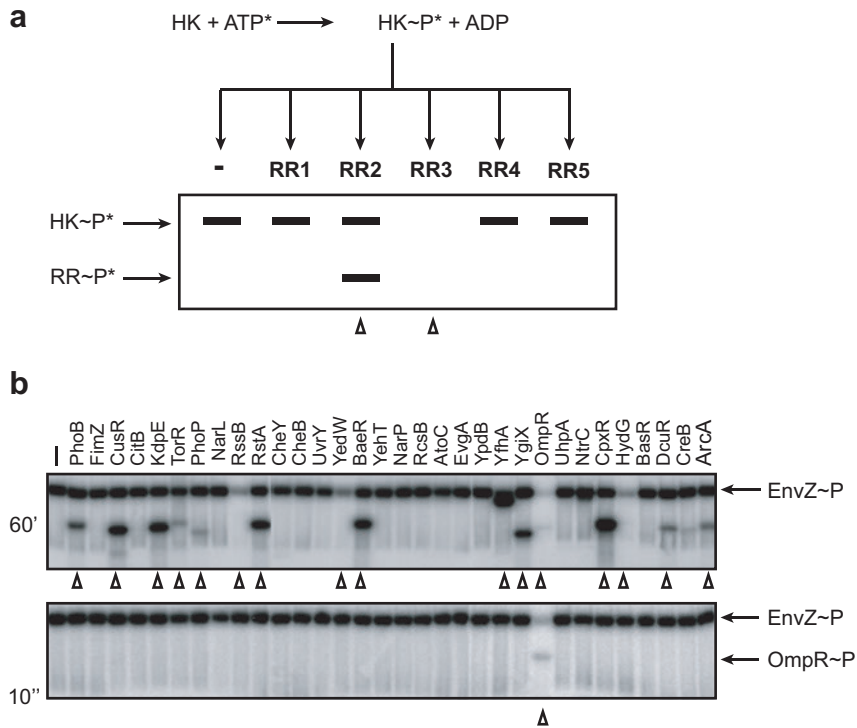 a
HK + ATP* HK~P* + ADP
- RR1 RR2 RR3 RR4 RR5
HK~P*
RR~P*
b
– PhoB FimZ CusR CitB KdpE TorR PhoP NarL RssB RstA CheY CheB UvrY YedW BaeR YehT NarP RcsB AtoC EvgA YpdB YfhA YgiX OmpR UhpA NtrC CpxR HydG BasR DcuR CreB ArcA
EnvZ~P
60’
EnvZ~P
OmpR~P
10”